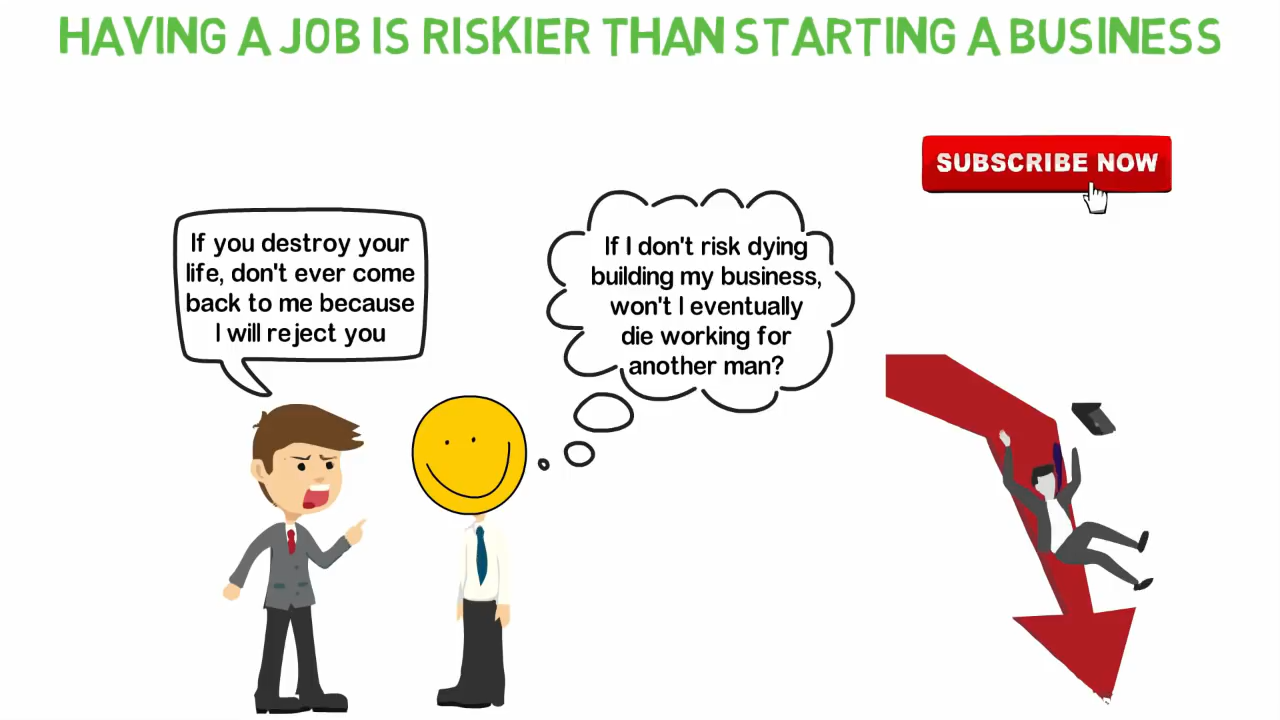 HAVING A JOB IS RISKIER THAN STARTING A BUSINESS
SUBSCRIBE NOW
If you destroy your
life, don't ever come
back to me because
I will reject you
If I don't risk dying
building my business,
won't I eventually
die working for
another man?